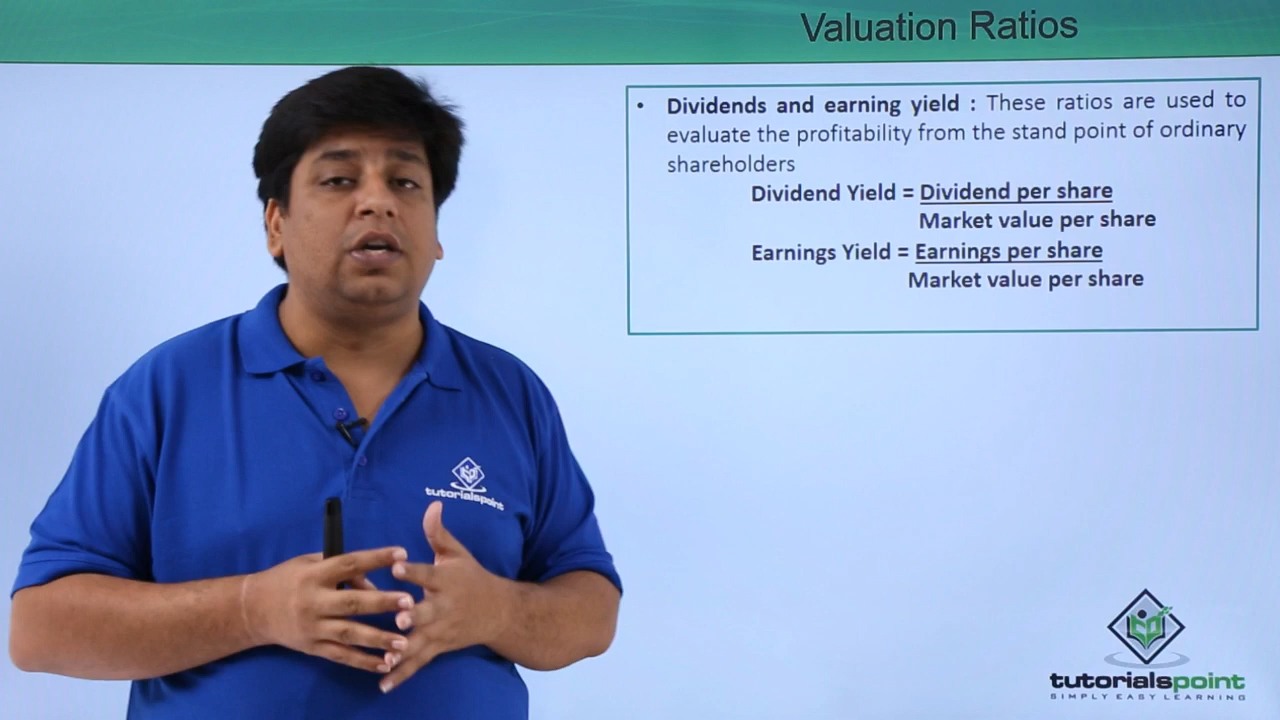 Valuation Ratios
• Dividends and earning yield : These ratios are used to
evaluate the profitability from the stand point of ordinary
shareholders
Dividend Yield = Dividend per share
Market value per share
Earnings Yield = Earnings per share
Market value per share
tutorialspoint
tutorialspoint
SIMPLY EASY LEARNING